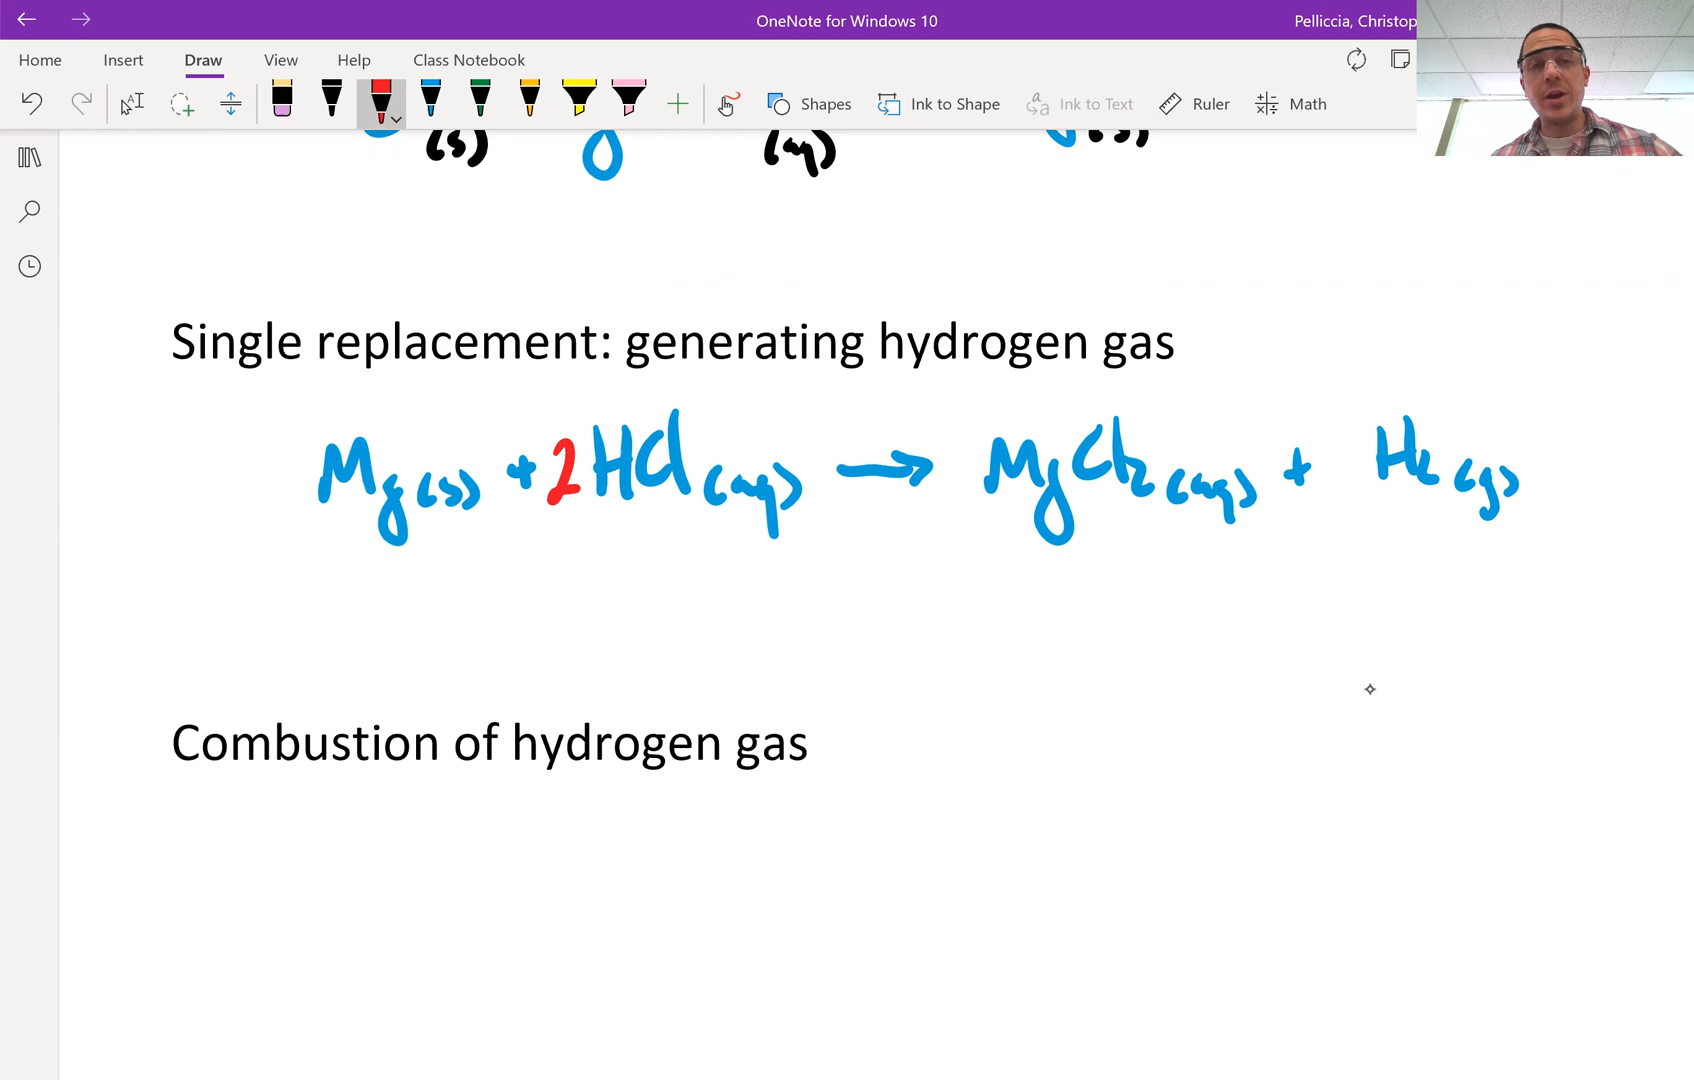 OneNote for Windows 10
Pelliccia, Christop
Home Insert Draw View Help Class Notebook
Shapes Ink to Shape Ink to Text Ruler Math
(s) g (aq) (s)
Single replacement: generating hydrogen gas
Mg(s) + 2HCl(aq) → MgCl2(aq) + H2(g)
Combustion of hydrogen gas